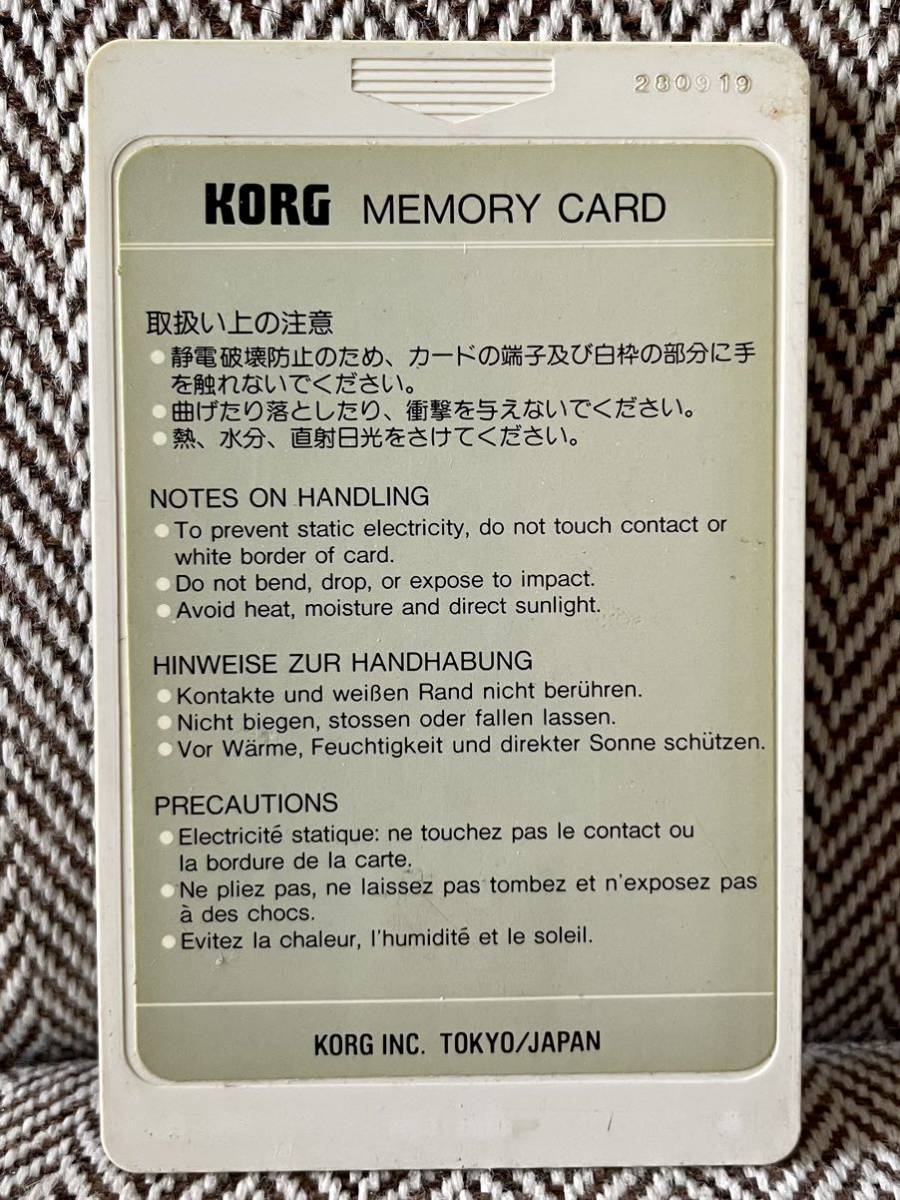 280919
KORG MEMORY CARD
取扱い上の注意
●静電破壊防止のため、カードの端子及び白枠の部分に手
を触れないでください。
●曲げたり落としたり、衝撃を与えないでください。
●熱、水分、直射日光をさけてください。
NOTES ON HANDLING
●To prevent static electricity, do not touch contact or
white border of card.
●Do not bend, drop, or expose to impact.
●Avoid heat, moisture and direct sunlight.
HINWEISE ZUR HANDHABUNG
●Kontakte und weißen Rand nicht berühren.
●Nicht biegen, stossen oder fallen lassen.
●Vor Wärme, Feuchtigkeit und direkter Sonne schützen.
PRECAUTIONS
●Electricité statique: ne touchez pas le contact ou
la bordure de la carte.
●Ne pliez pas, ne laissez pas tombez et n'exposez pas
à des chocs.
●Evitez la chaleur, l'humidité et le soleil.
KORG INC. TOKYO/JAPAN